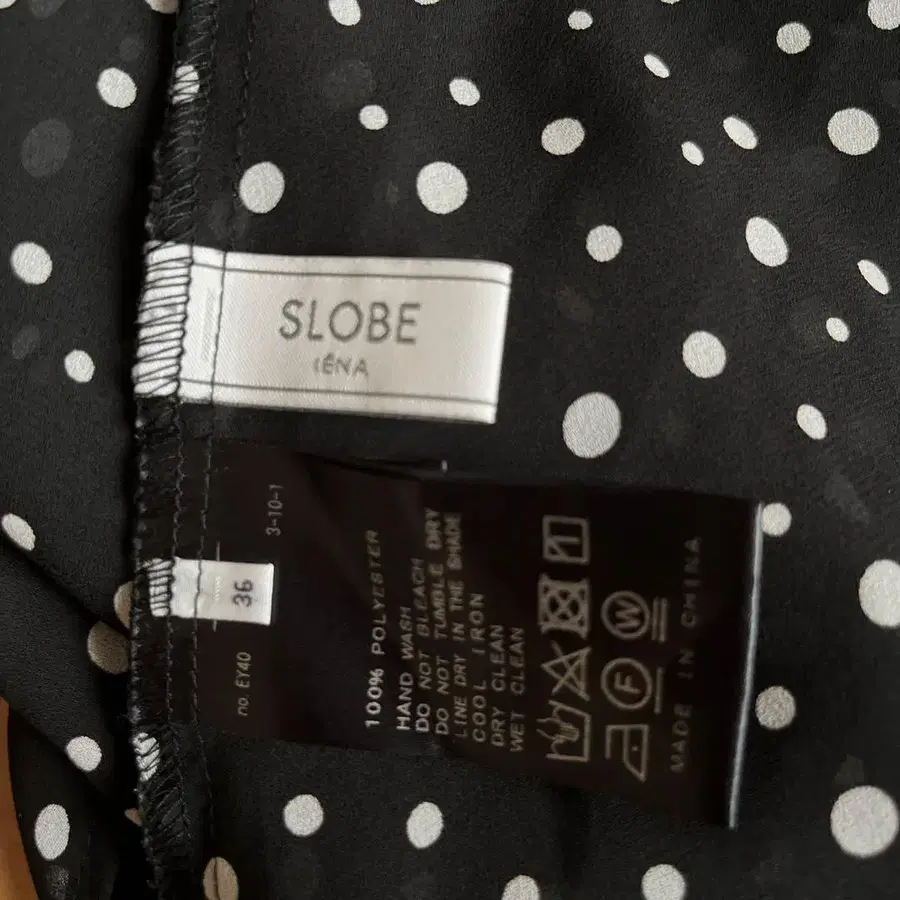 SLOBE
IÉNA
36
3-10-1
no EY40
100% POLYESTER
HAND WASH
DO NOT BLEACH
DO NOT TUMBLE DRY
LINE DRY IN THE SHADE
COOL IRON
DRY CLEAN
WET CLEAN
W
F
MADE IN CHINA